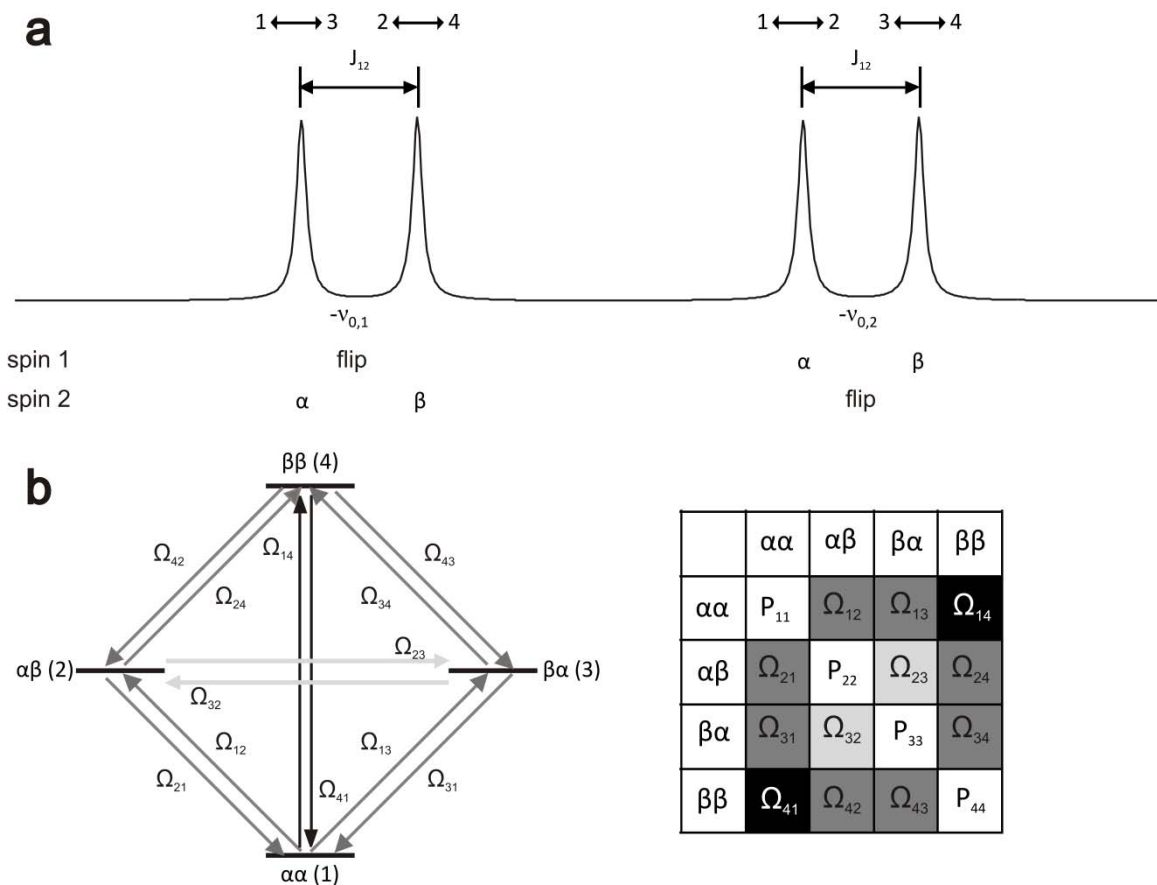 a
1 3 2 4 1 2 3 4
J₁₂ J₁₂
-ν₀,₁ -ν₀,₂
spin 1 flip α β
spin 2 α β flip
b
ββ (4)
Ω₄₂ Ω₁₄ Ω₄₃
Ω₂₄ Ω₃₄
Ω₂₃
αβ (2) βα (3)
Ω₃₂
Ω₁₂ Ω₁₃
Ω₂₁ Ω₄₁ Ω₃₁
αα (1)
αα αβ βα ββ
αα P₁₁ Ω₁₂ Ω₁₃ Ω₁₄
αβ Ω₂₁ P₂₂ Ω₂₃ Ω₂₄
βα Ω₃₁ Ω₃₂ P₃₃ Ω₃₄
ββ Ω₄₁ Ω₄₂ Ω₄₃ P₄₄